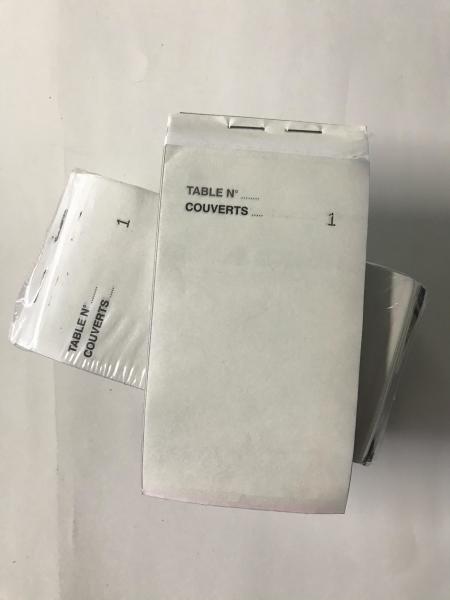 TABLE N° ........
COUVERTS ..... 1
1
TABLE N° ........
COUVERTS .....